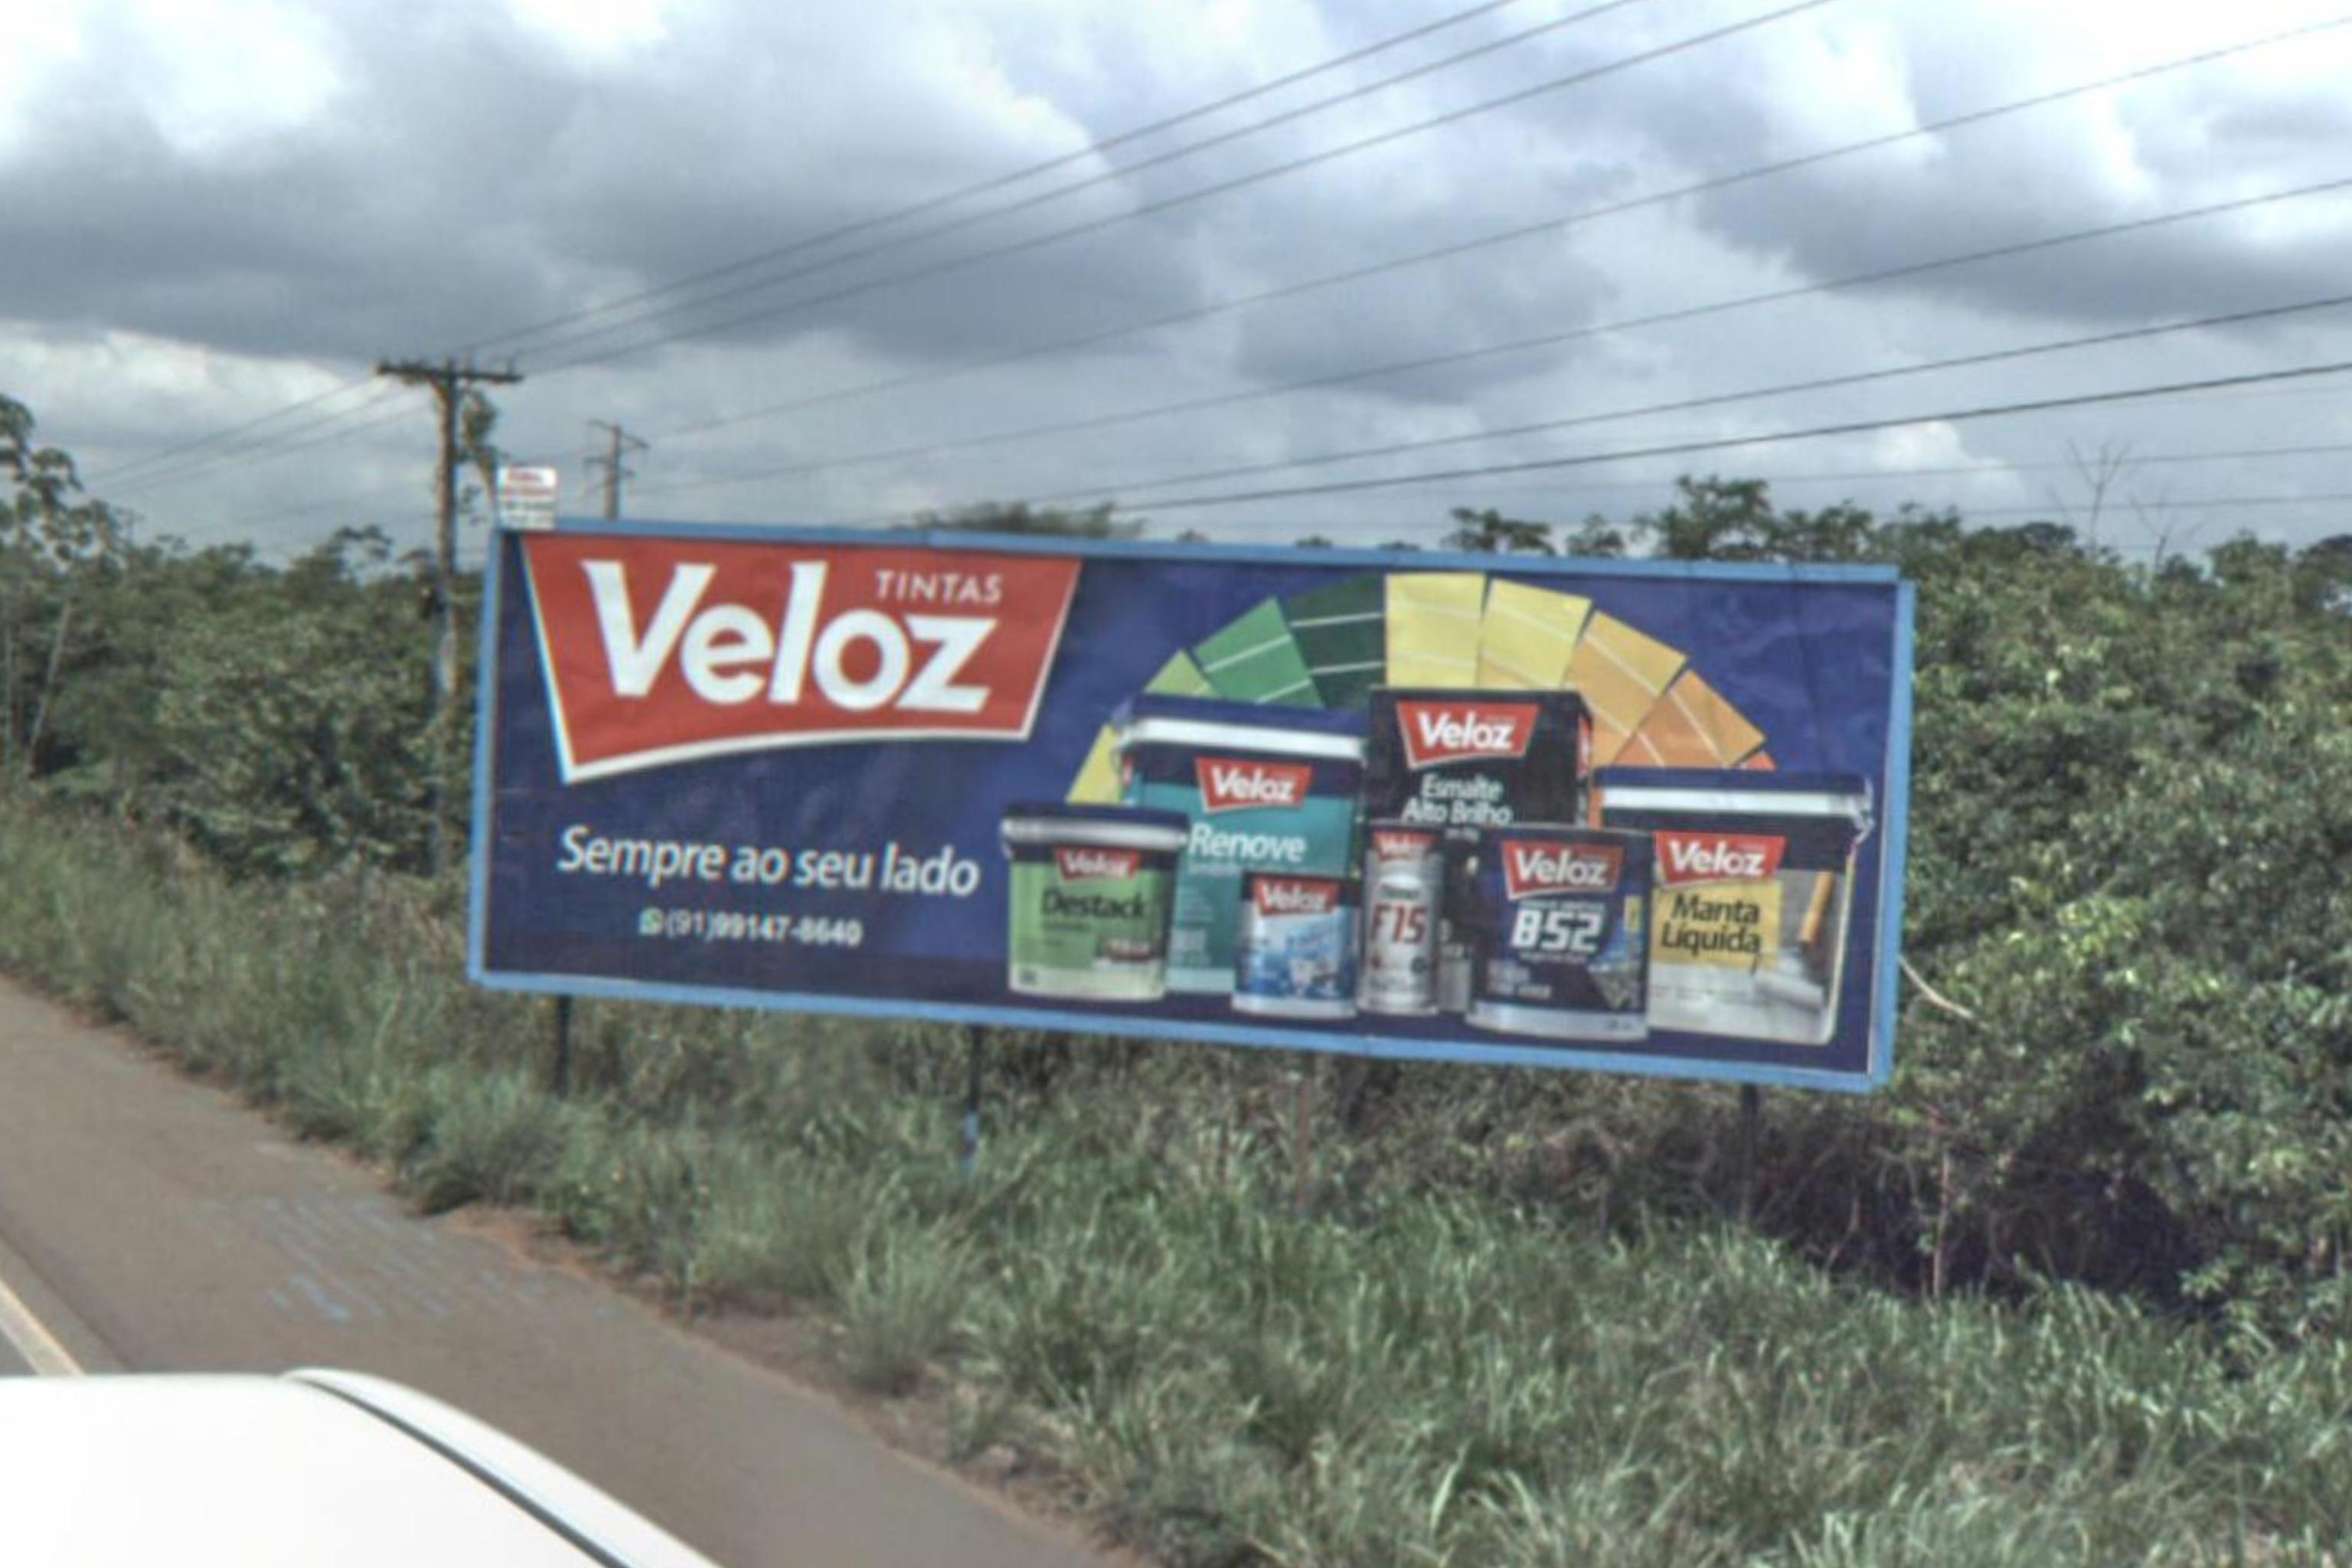 TINTAS
Veloz
Sempre ao seu lado
(91)99147-8640
Veloz
Esmalte
Alto Brilho
Veloz
Renove
Veloz
Destack
Veloz
Veloz
F15
Veloz
B52
Veloz
Manta
Líquida